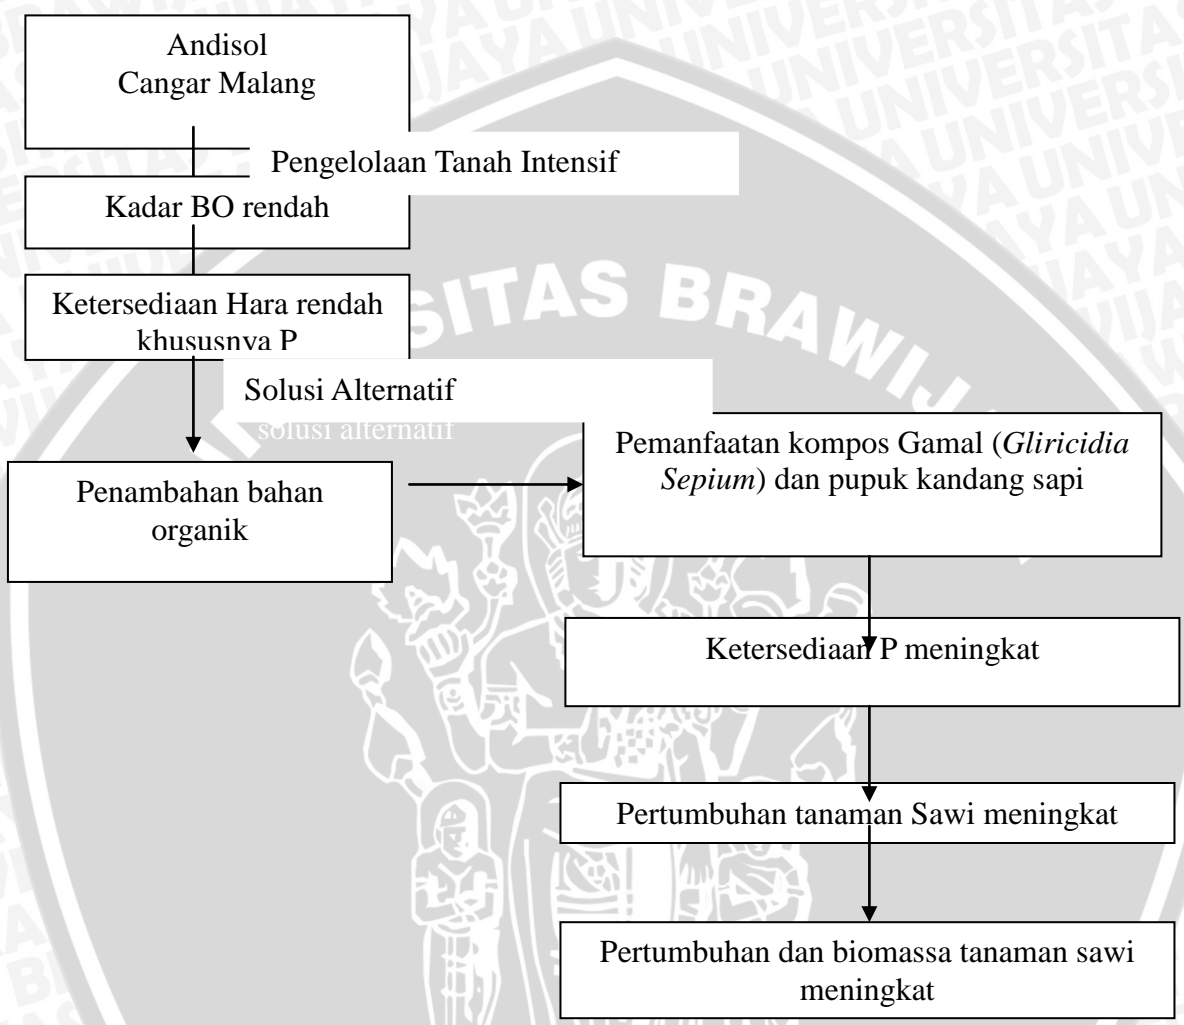 Andisol
Cangar Malang
Pengelolaan Tanah Intensif
Kadar BO rendah
Ketersediaan Hara rendah
khususnya P
Solusi Alternatif
solusi alternatif
Penambahan bahan
organik
Pemanfaatan kompos Gamal (Gliricidia
Sepium) dan pupuk kandang sapi
Ketersediaan P meningkat
Pertumbuhan tanaman Sawi meningkat
Pertumbuhan dan biomassa tanaman sawi
meningkat
SITAS BRAWIJA